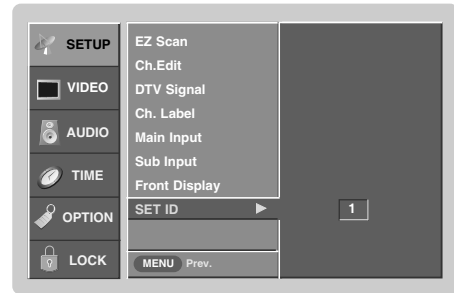 SETUP
VIDEO
AUDIO
TIME
OPTION
LOCK
EZ Scan
Ch.Edit
DTV Signal
Ch. Label
Main Input
Sub Input
Front Display
SET ID ▶ 1
MENU Prev.